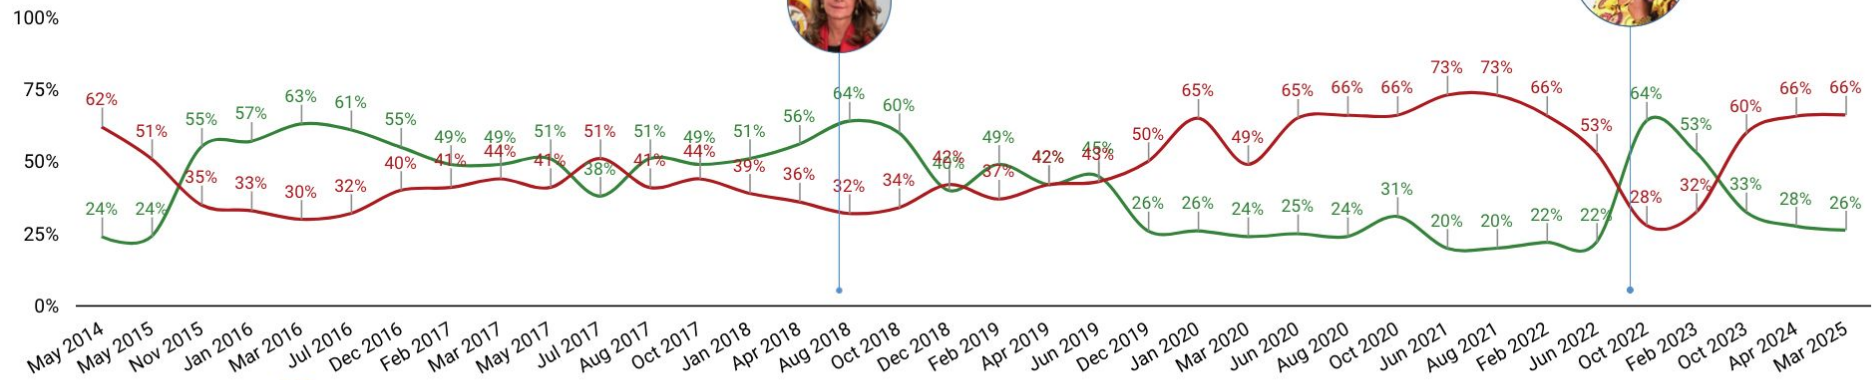 100%
75%
50%
25%
0%
62%
51%
35%
33%
30%
32%
40%
41%
44%
41%
51%
41%
44%
39%
36%
32%
34%
42%
37%
42%
43%
50%
65%
49%
65%
66%
66%
73%
73%
66%
53%
28%
32%
60%
66%
66%
24%
24%
55%
57%
63%
61%
55%
49%
49%
51%
38%
51%
49%
51%
56%
64%
60%
40%
49%
45%
26%
26%
24%
25%
24%
31%
20%
20%
22%
22%
64%
53%
33%
28%
26%
May 2014
May 2015
Nov 2015
Jan 2016
Mar 2016
Jul 2016
Dec 2016
Feb 2017
Mar 2017
May 2017
Jul 2017
Aug 2017
Oct 2017
Jan 2018
Apr 2018
Aug 2018
Oct 2018
Dec 2018
Feb 2019
Apr 2019
Jun 2019
Dec 2019
Jan 2020
Mar 2020
Jun 2020
Aug 2020
Oct 2020
Jun 2021
Aug 2021
Feb 2022
Jun 2022
Oct 2022
Feb 2023
Oct 2023
Apr 2024
Mar 2025